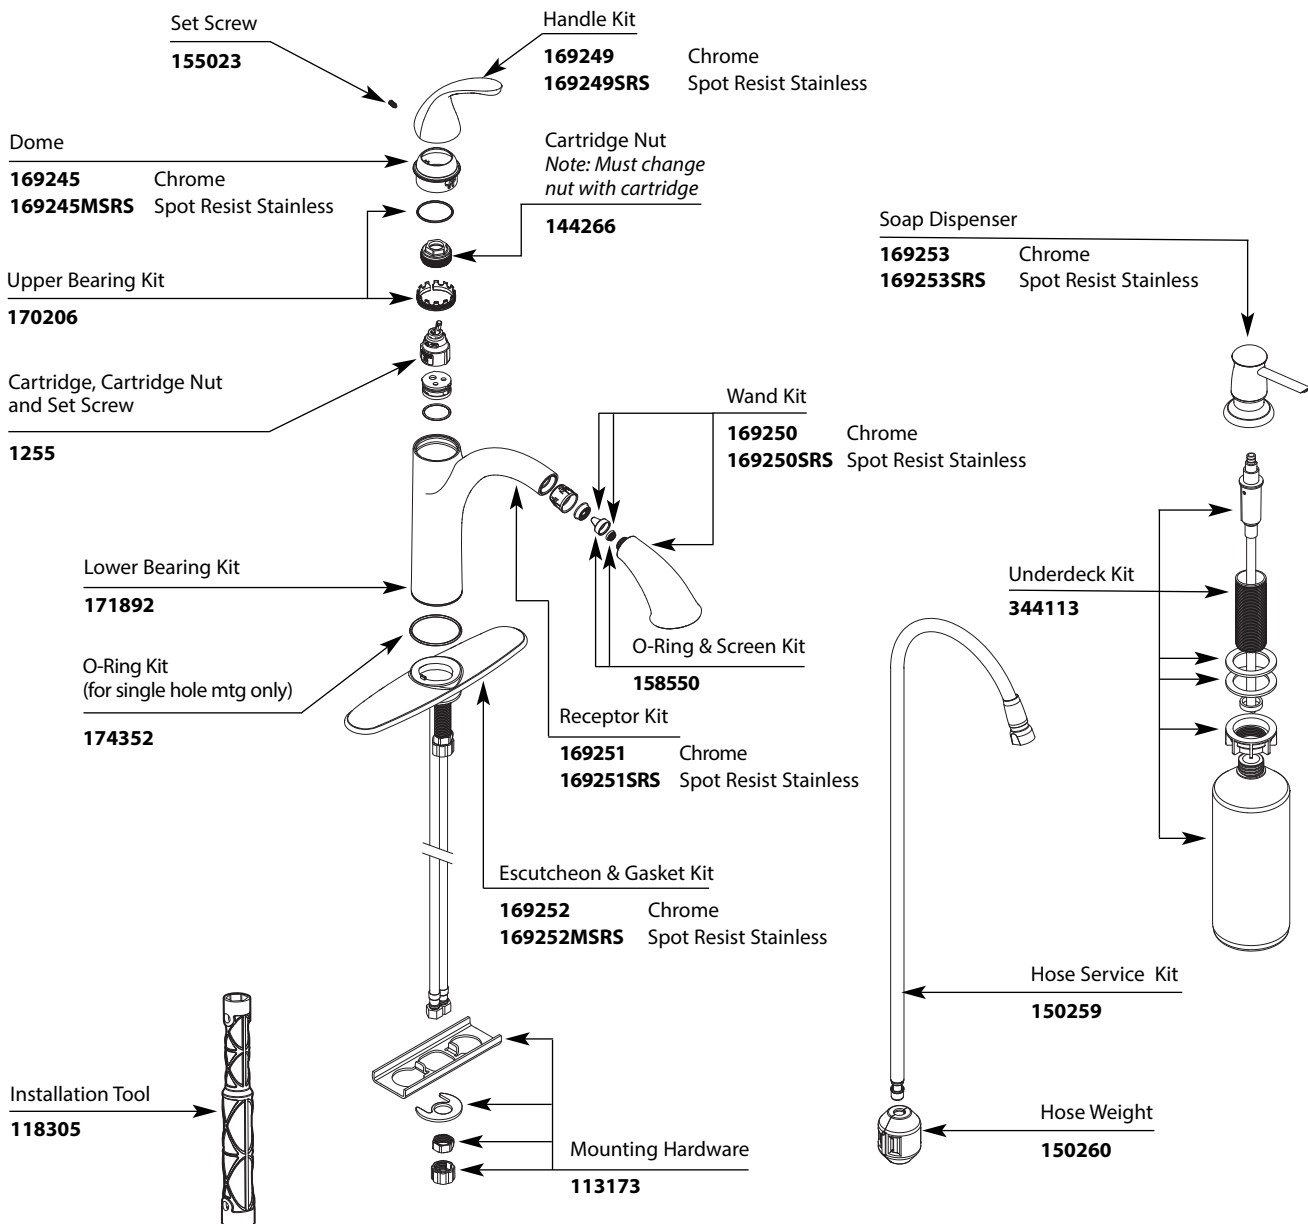 Set Screw
155023
Handle Kit
169249 Chrome
169249SRS Spot Resist Stainless
Dome
169245 Chrome
169245MSRS Spot Resist Stainless
Cartridge Nut
Note: Must change
nut with cartridge
144266
Soap Dispenser
169253 Chrome
169253SRS Spot Resist Stainless
Upper Bearing Kit
170206
Cartridge, Cartridge Nut
and Set Screw
1255
Wand Kit
169250 Chrome
169250SRS Spot Resist Stainless
Lower Bearing Kit
171892
Underdeck Kit
344113
O-Ring Kit
(for single hole mtg only)
174352
O-Ring & Screen Kit
158550
Receptor Kit
169251 Chrome
169251SRS Spot Resist Stainless
Escutcheon & Gasket Kit
169252 Chrome
169252MSRS Spot Resist Stainless
Hose Service Kit
150259
Installation Tool
118305
Hose Weight
150260
Mounting Hardware
113173